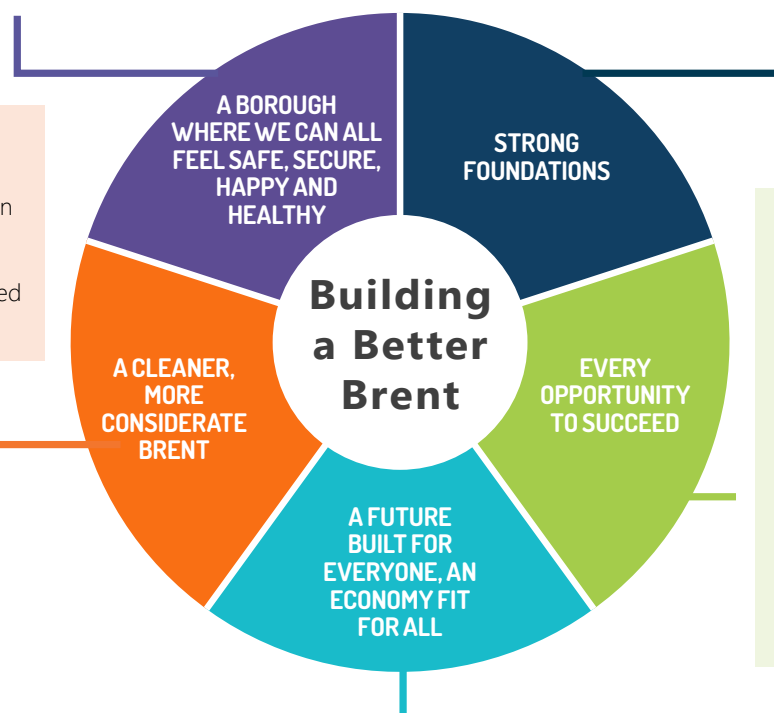 A BOROUGH
WHERE WE CAN ALL
FEEL SAFE, SECURE,
HAPPY AND
HEALTHY
STRONG
FOUNDATIONS
n
ed
Building
a Better
Brent
A CLEANER,
MORE
CONSIDERATE
BRENT
EVERY
OPPORTUNITY
TO SUCCEED
A FUTURE
BUILT FOR
EVERYONE, AN
ECONOMY FIT
FOR ALL